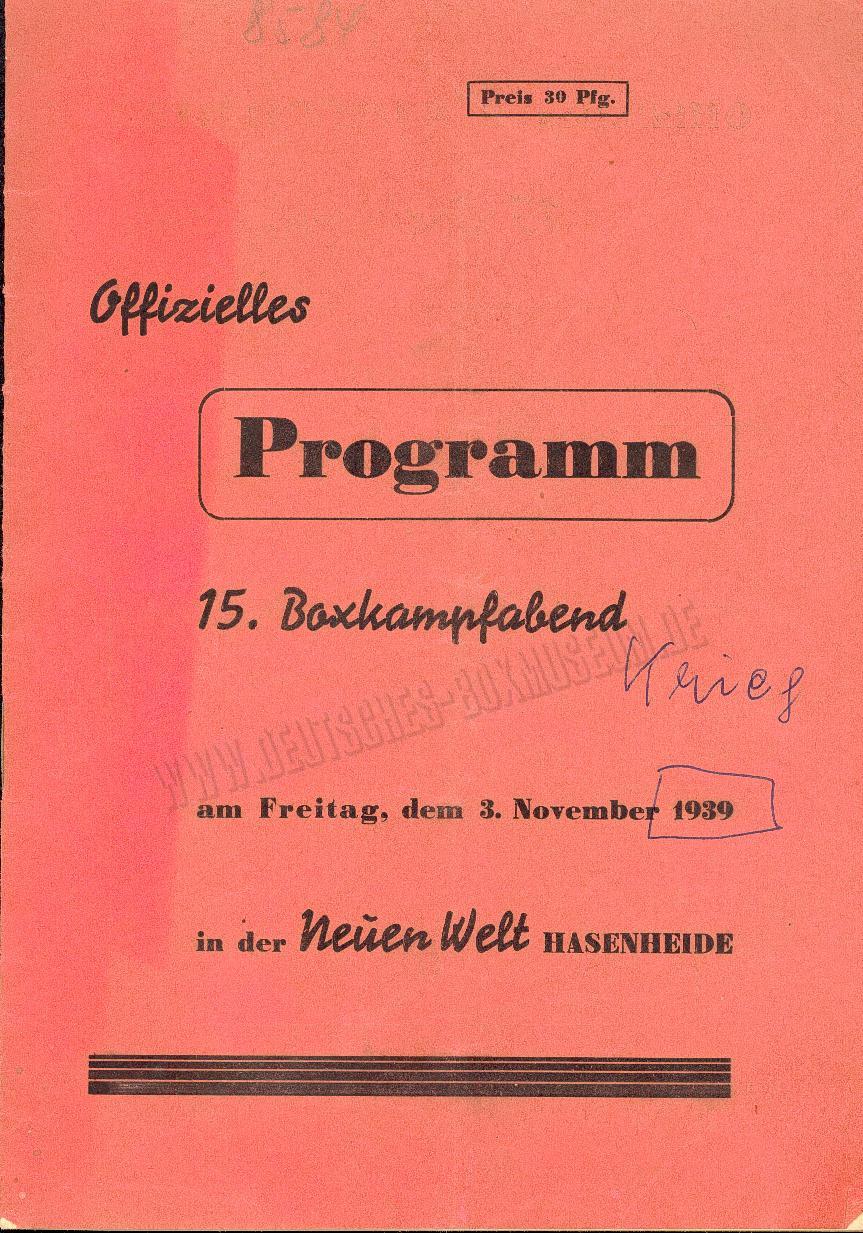 8584
Preis 30 Pfg.
Offizielles
Programm
15. Boxkampfabend
Krieg
WWW.DEUTSCHES-BOXMUSEUM.DE
am Freitag, dem 3. November 1939
in der Neuen Welt HASENHEIDE